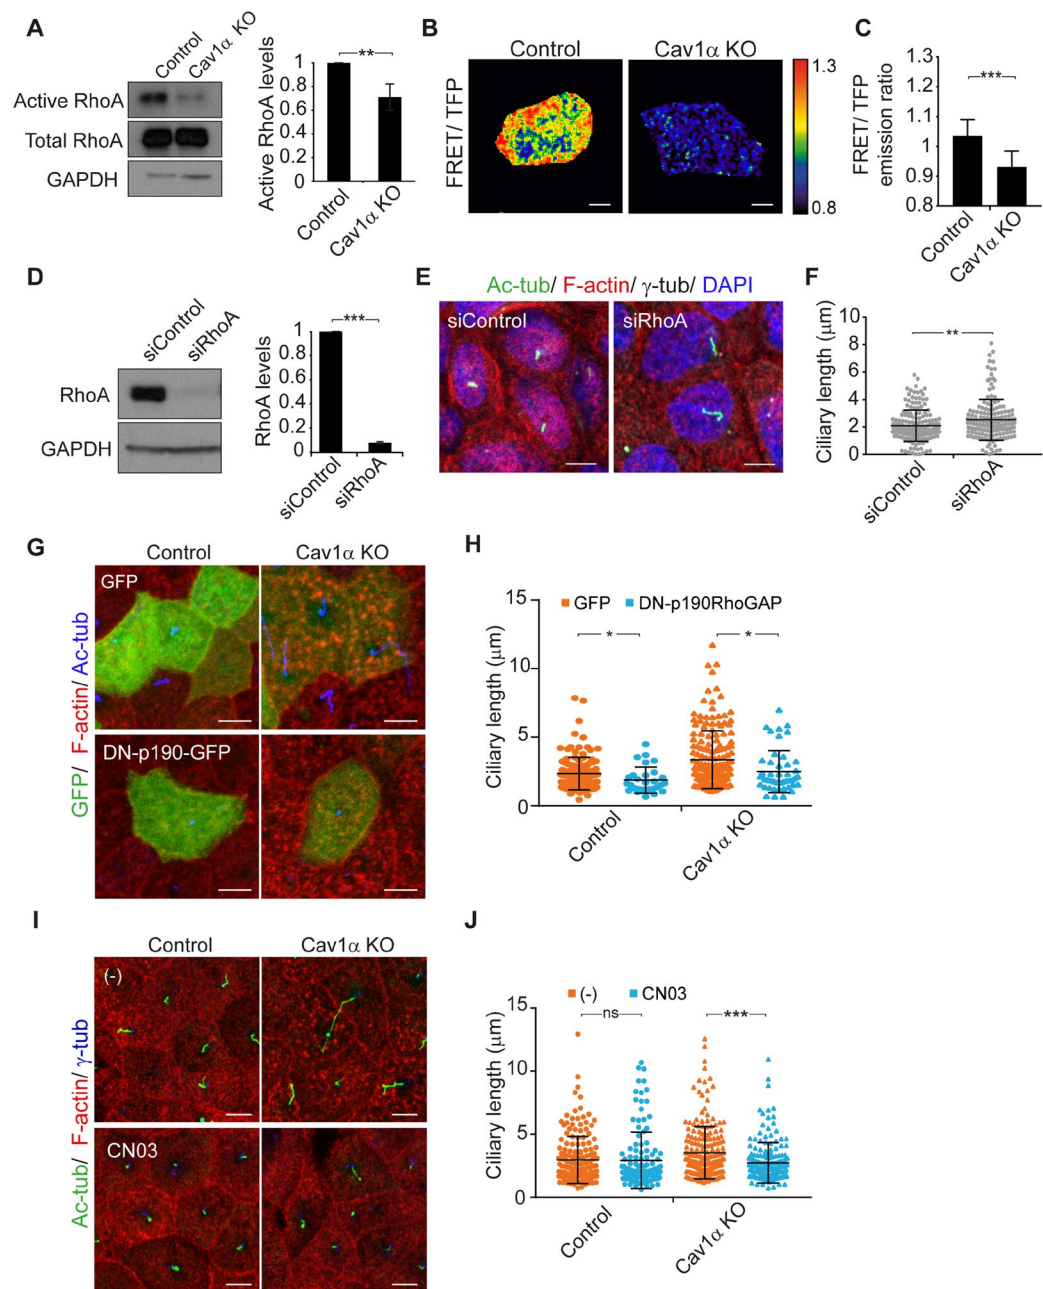 A
Control
Cav1α KO
Active RhoA
Total RhoA
GAPDH
Active RhoA levels
1
0.8
0.6
0.4
0.2
0
**
Control
Cav1α KO
B
Control
Cav1α KO
FRET/ TFP
1.3
0.8
C
FRET/ TFP
emission ratio
1.3
1.2
1.1
1
0.9
0.8
***
Control
Cav1α KO
D
siControl
siRhoA
RhoA
GAPDH
RhoA levels
1
0.8
0.6
0.4
0.2
0
***
siControl
siRhoA
E
Ac-tub/ F-actin/ γ-tub/ DAPI
siControl
siRhoA
F
Ciliary length (μm)
10
8
6
4
2
0
**
siControl
siRhoA
G
Control
Cav1α KO
GFP
DN-p190-GFP
GFP/ F-actin/ Ac-tub
H
GFP
DN-p190RhoGAP
Ciliary length (μm)
15
10
5
0
*
*
Control
Cav1α KO
I
Control
Cav1α KO
(-)
CN03
Ac-tub/ F-actin/ γ-tub
J
(-)
CN03
Ciliary length (μm)
15
10
5
0
ns
***
Control
Cav1α KO